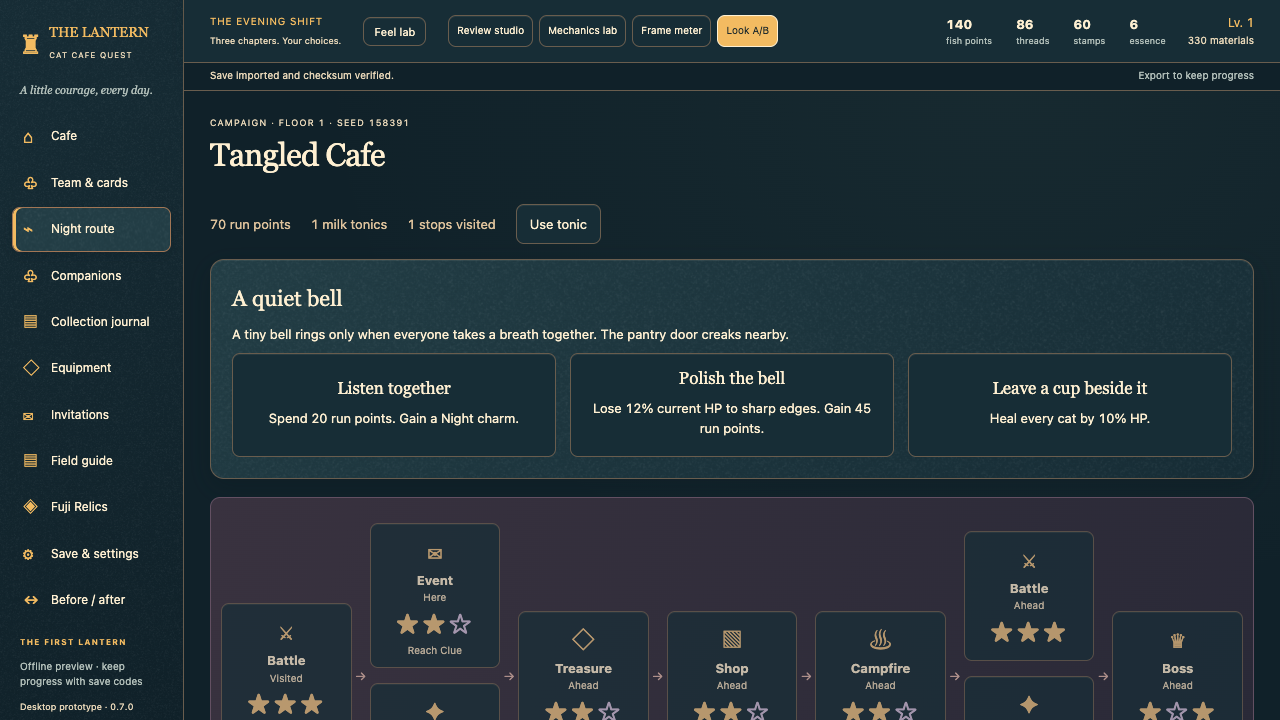 THE LANTERN
CAT CAFE QUEST
A little courage, every day.
Cafe
Team & cards
Night route
Companions
Collection journal
Equipment
Invitations
Field guide
Fuji Relics
Save & settings
Before / after
THE FIRST LANTERN
Offline preview · keep
progress with save codes
Desktop prototype · 0.7.0
THE EVENING SHIFT
Three chapters. Your choices.
Feel lab
Review studio
Mechanics lab
Frame meter
Look A/B
140
fish points
86
threads
60
stamps
6
essence
Lv. 1
330 materials
Save imported and checksum verified.
Export to keep progress
CAMPAIGN · FLOOR 1 · SEED 158391
Tangled Cafe
70 run points
1 milk tonics
1 stops visited
Use tonic
A quiet bell
A tiny bell rings only when everyone takes a breath together. The pantry door creaks nearby.
Listen together
Spend 20 run points. Gain a Night charm.
Polish the bell
Lose 12% current HP to sharp edges. Gain 45
run points.
Leave a cup beside it
Heal every cat by 10% HP.
Battle
Visited
Event
Here
Reach Clue
Treasure
Ahead
Shop
Ahead
Campfire
Ahead
Battle
Ahead
Boss
Ahead